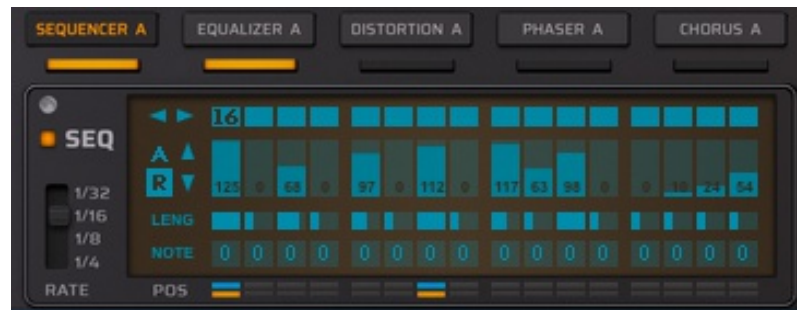 SEQUENCER A EQUALIZER A DISTORTION A PHASER A CHORUS A
16
SEQ
A
R 125 0 68 0 97 0 112 0 117 63 98 0 0 10 24 54
1/32
1/16
LENG
1/8
NOTE 0 0 0 0 0 0 0 0 0 0 0 0 0 0 0 0
1/4
RATE POS